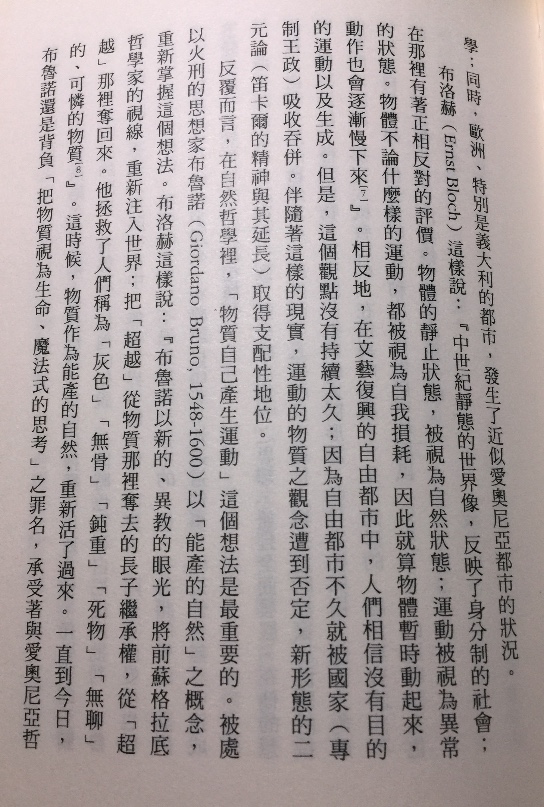 學；同時，歐洲、特別是義大利的都市，發生了近似愛奧尼亞都市的狀況。
布洛赫（Ernst Bloch）這樣說：『中世紀靜態的世界像，反映了身分制的社會；
在那裡有著正相反對的評價。物體的靜止狀態，被視為自然狀態；運動被視為異常
的狀態。物體不論什麼樣的運動，都被視為自我損耗，因此就算物體暫時動起來，
動作也會逐漸慢下來[7]』。相反地，在文藝復興的自由都市中，人們相信沒有目的
的運動以及生成。但是，這個觀點沒有持續太久；因為自由都市不久就被國家（專
制王政）吸收吞併。伴隨著這樣的現實，運動的物質之觀念遭到否定，新形態的二
元論（笛卡爾的精神與其延長）取得支配性地位。
反覆而言，在自然哲學裡，「物質自己產生運動」這個想法是最重要的。被處
以火刑的思想家布魯諾（Giordano Bruno, 1548-1600）以「能產的自然」之概念，
重新掌握這個想法。布洛赫這樣說：『布魯諾以新的、異教的眼光，將前蘇格拉底
哲學家的視線，重新注入世界；把「超越」從物質那裡奪去的長子繼承權，從「超
越」那裡奪回來。他拯救了人們稱為「灰色」「無骨」「鈍重」「死物」「無聊」
的、可憐的物質[8]』。這時候，物質作為能產的自然，重新活了過來。一直到今日，
布魯諾還是背負「把物質視為生命、魔法式的思考」之罪名，承受著與愛奧尼亞哲